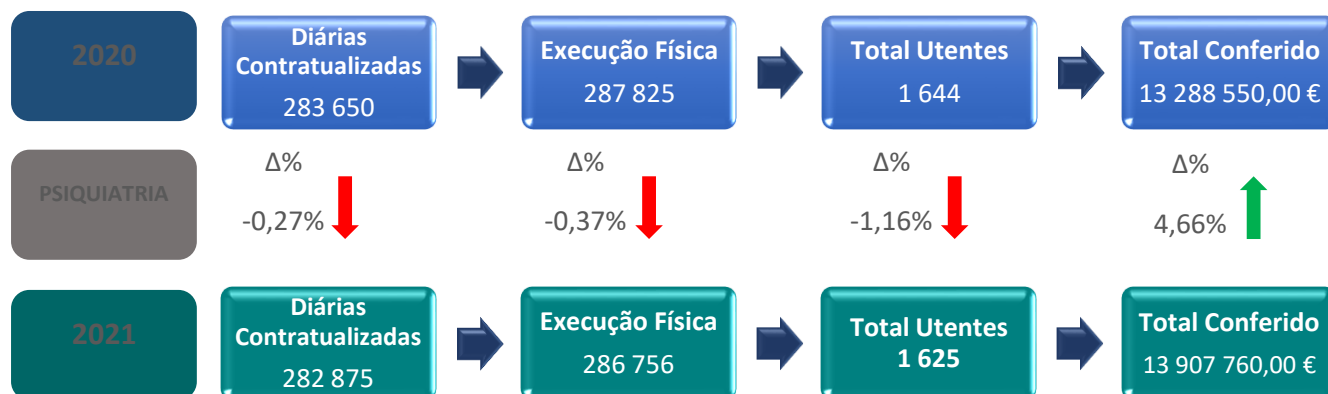 2020
Diárias
Contratualizadas
283 650
Execução Física
287 825
Total Utentes
1 644
Total Conferido
13 288 550,00 €
PSIQUIATRIA
Δ%
-0,27%
Δ%
-0,37%
Δ%
-1,16%
Δ%
4,66%
2021
Diárias
Contratualizadas
282 875
Execução Física
286 756
Total Utentes
1 625
Total Conferido
13 907 760,00 €